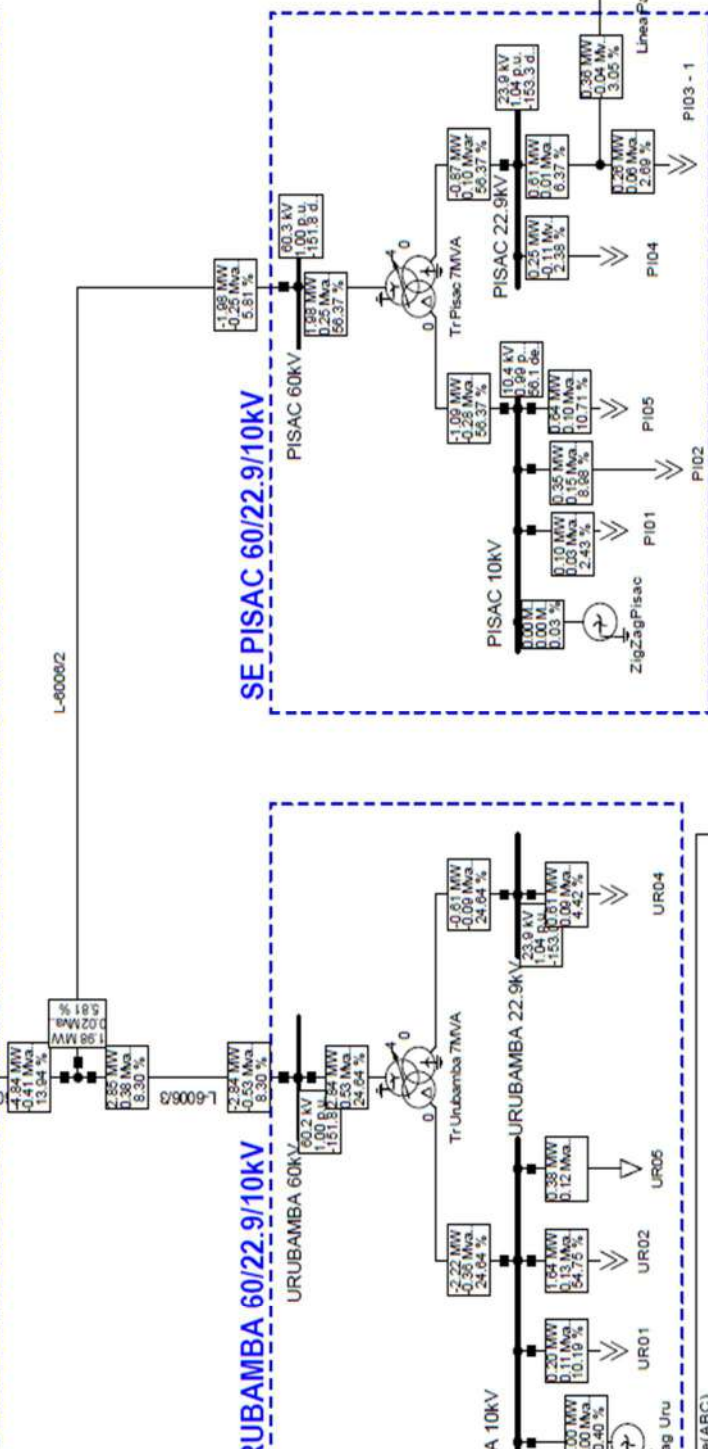 L-6006/2
-4.84 MW
-0.41 Mva..
13.94 %
1.98 MW
0.02 Mva..
5.81 %
2.85 MW
0.38 Mva..
8.30 %
L-6006/3
-2.84 MW
-0.53 Mva..
8.30 %
RUBAMBA 60/22.9/10kV
URUBAMBA 60kV
60.2 kV
1.00 p.u.
-151.8
2.84 MW
0.53 Mva..
24.64 %
Tr Urubamba 7MVA
0
-4
0
-2.22 MW
-0.36 Mva..
24.64 %
-0.61 MW
-0.09 Mva..
24.64 %
URUBAMBA 22.9kV
23.9 kV
1.04 p.u.
-153.0
0.61 MW
0.09 Mva..
4.42 %
UR04
A 10kV
.00 MW
.00 Mva..
.40 %
ag Uru
0.20 MW
0.11 Mva..
10.19 %
UR01
1.64 MW
0.13 Mva..
54.75 %
UR02
0.38 MW
0.12 Mva..
UR05
(ABC)
SE PISAC 60/22.9/10kV
-1.98 MW
-0.25 Mva..
5.81 %
PISAC 60kV
60.3 kV
1.00 p.u.
-151.8 d..
1.98 MW
0.25 Mva..
56.37 %
Tr Pisac 7MVA
0
-4
0
-1.09 MW
-0.28 Mva..
56.37 %
-0.87 MW
0.10 Mvar
56.37 %
PISAC 10kV
10.4 kV
0.99 p...
56.1 de..
0.00 M..
0.00 M..
0.03 %
ZigZagPisac
0.10 MW
0.03 Mva..
2.43 %
PI01
0.35 MW
0.15 Mva..
8.98 %
PI02
0.64 MW
0.10 Mva..
10.71 %
PI05
PISAC 22.9kV
23.9 kV
1.04 p.u.
-153.3 d..
0.25 MW
-0.11 Mv..
2.38 %
PI04
0.61 MW
0.01 Mva..
6.37 %
0.26 MW
0.06 Mva..
2.69 %
PI03 - 1
0.36 MW
-0.04 Mv..
3.05 %
Linea Pa